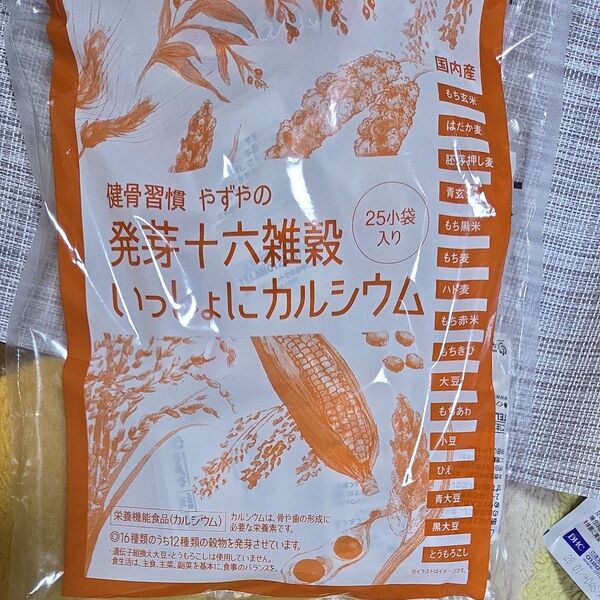 国内産
もち玄米
はだか麦
胚芽押し麦
青玄米
もち黒米
もち麦
ハト麦
もち赤米
もちきび
大豆
もちあわ
小豆
ひえ
青大豆
黒大豆
とうもろこし
健骨習慣 やずやの
発芽十六雑穀
いっしょにカルシウム
25小袋
入り
栄養機能食品(カルシウム)
カルシウムは、骨や歯の形成に
必要な栄養素です。
◎16種類のうち12種類の穀物を発芽させています。
・遺伝子組換え大豆・とうもろこしは使用していません。
・食生活は、主食、主菜、副菜を基本に、食事のバランスを。
※イラストはイメージです。
DHC